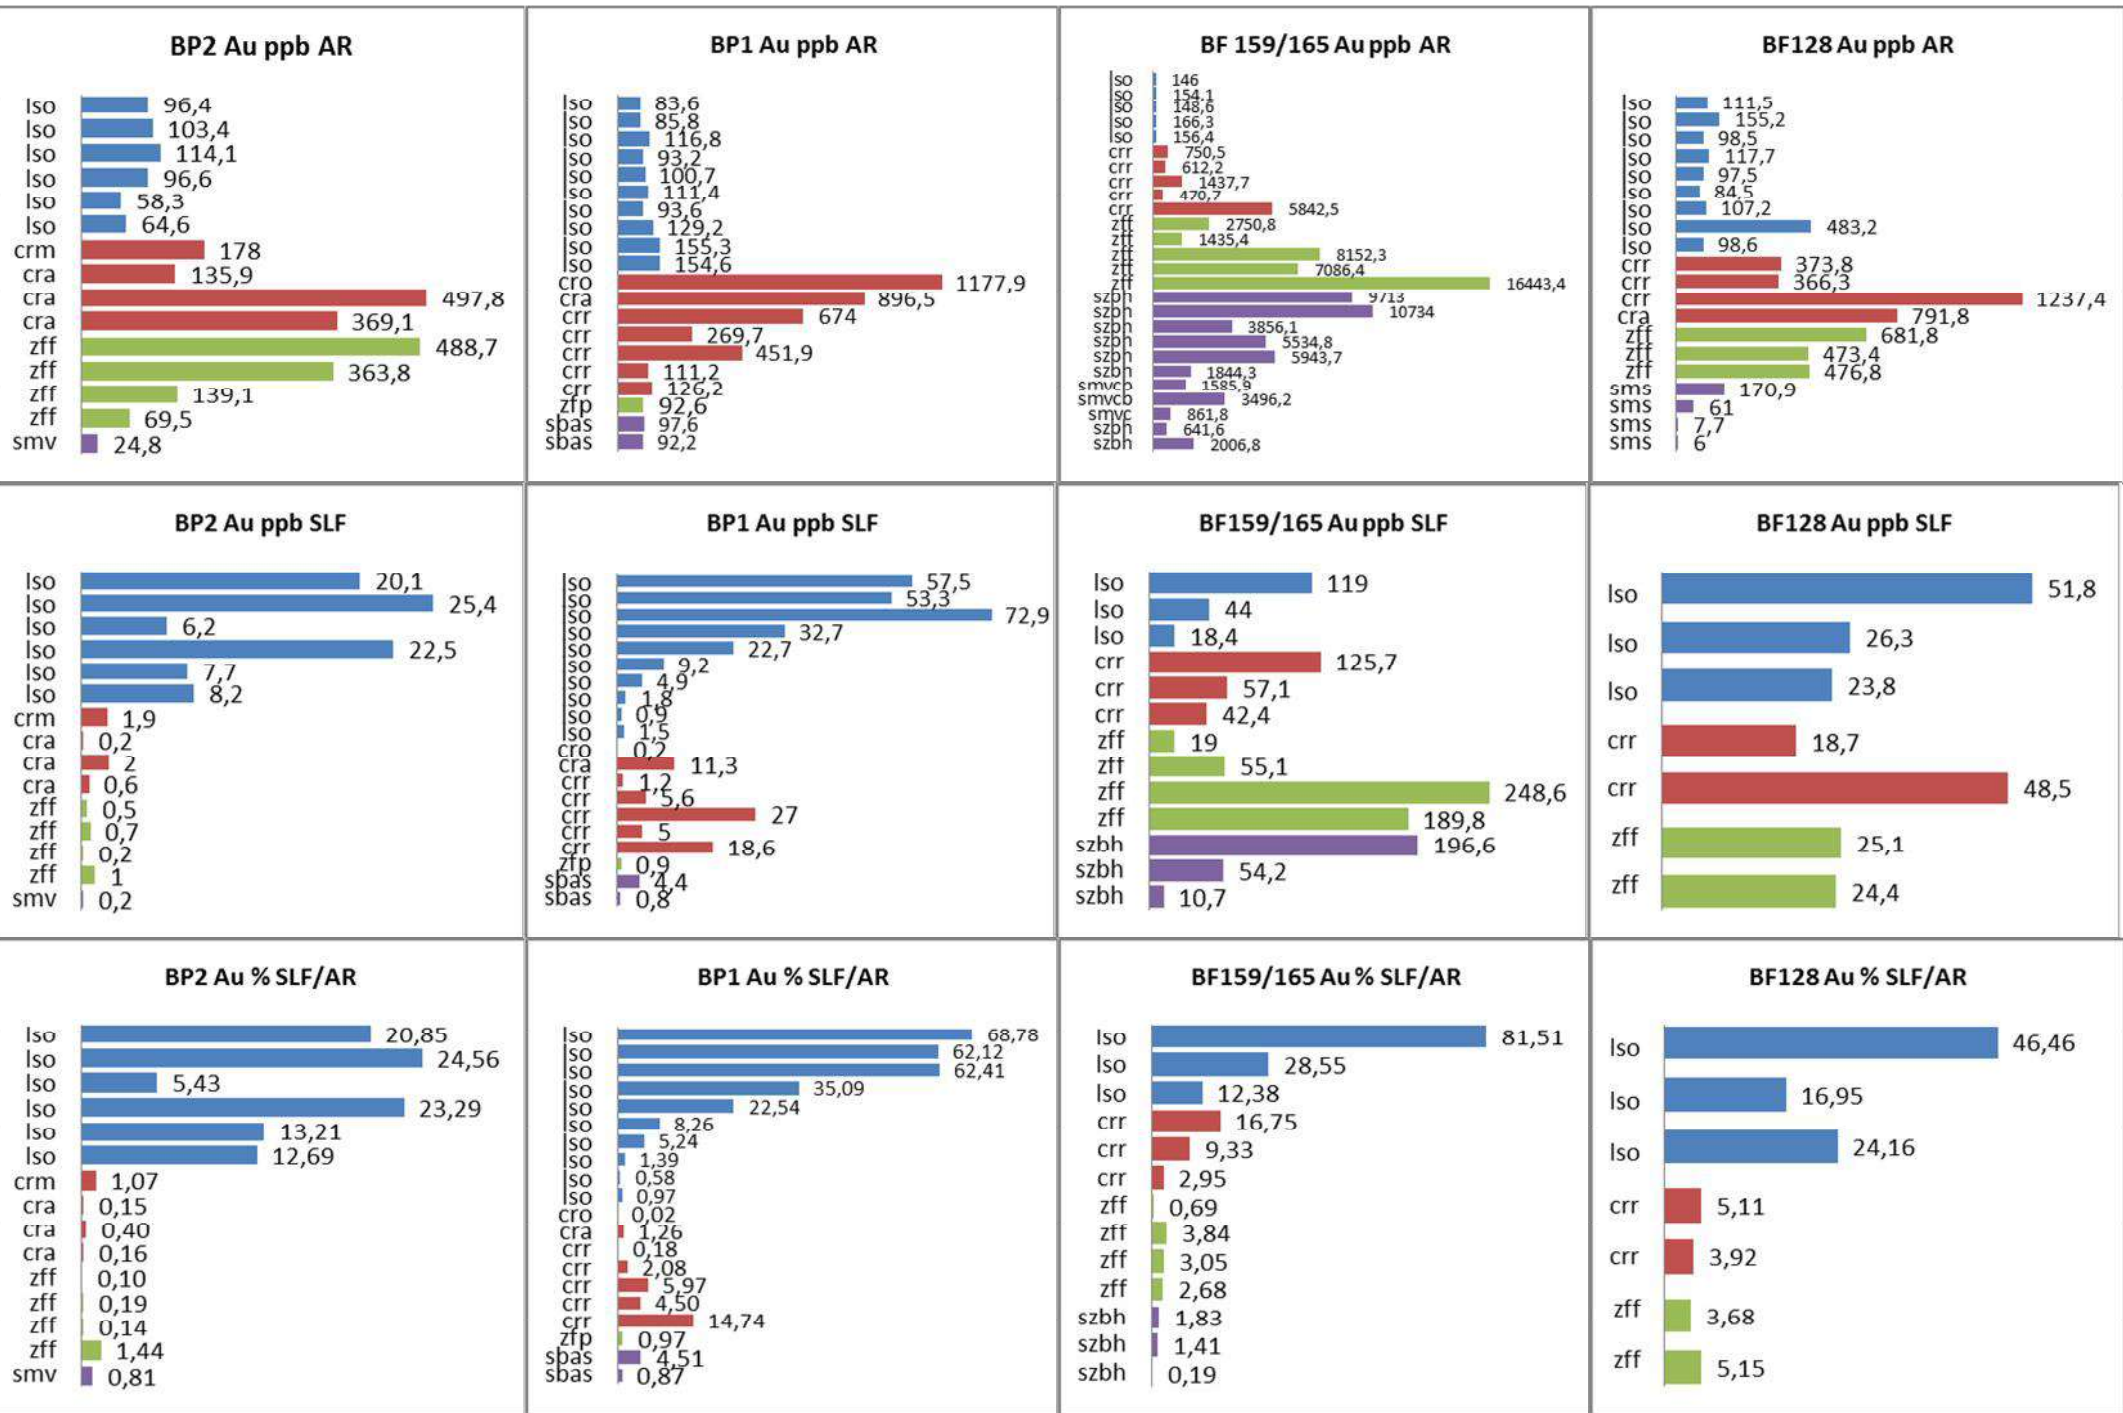 BP2 Au ppb AR
lso 96,4
lso 103,4
lso 114,1
lso 96,6
lso 58,3
lso 64,6
crm 178
cra 135,9
cra 497,8
cra 369,1
zff 488,7
zff 363,8
zff 139,1
zff 69,5
smv 24,8
BP1 Au ppb AR
lso 83,6
lso 85,8
lso 116,8
lso 93,2
lso 100,7
lso 111,4
lso 93,6
lso 129,2
lso 155,3
lso 154,6
cro 1177,9
cra 896,5
crr 674
crr 269,7
crr 451,9
crr 111,2
crr 126,2
zfp 92,6
sbas 97,6
sbas 92,2
BF 159/165 Au ppb AR
lso 146
lso 154,1
lso 148,6
lso 166,3
lso 156,4
crr 750,5
crr 612,2
crr 1437,7
crr 470,7
crr 5842,5
zff 2750,8
zff 1435,4
zff 8152,3
zff 7086,4
zff 16443,4
szbh 9713
szbh 10734
szbh 3856,1
szbh 5534,8
szbh 5943,7
szbh 1844,3
smvcb 1585,9
smvcb 3496,2
smvc 861,8
szbh 641,6
szbh 2006,8
BF128 Au ppb AR
lso 111,5
lso 155,2
lso 98,5
lso 117,7
lso 97,5
lso 84,5
lso 107,2
lso 483,2
lso 98,6
crr 373,8
crr 366,3
crr 1237,4
cra 791,8
zff 681,8
zff 473,4
zff 476,8
sms 170,9
sms 61
sms 7,7
sms 6
BP2 Au ppb SLF
lso 20,1
lso 25,4
lso 6,2
lso 22,5
lso 7,7
lso 8,2
crm 1,9
cra 0,2
cra 2
cra 0,6
zff 0,5
zff 0,7
zff 0,2
zff 1
smv 0,2
BP1 Au ppb SLF
lso 57,5
lso 53,3
lso 72,9
lso 32,7
lso 22,7
lso 9,2
lso 4,9
lso 1,8
lso 0,9
lso 1,5
cro 0,2
cra 11,3
crr 1,2
crr 5,6
crr 27
crr 5
crr 18,6
zfp 0,9
sbas 4,4
sbas 0,8
BF159/165 Au ppb SLF
lso 119
lso 44
lso 18,4
crr 125,7
crr 57,1
crr 42,4
zff 19
zff 55,1
zff 248,6
zff 189,8
szbh 196,6
szbh 54,2
szbh 10,7
BF128 Au ppb SLF
lso 51,8
lso 26,3
lso 23,8
crr 18,7
crr 48,5
zff 25,1
zff 24,4
BP2 Au % SLF/AR
lso 20,85
lso 24,56
lso 5,43
lso 23,29
lso 13,21
lso 12,69
crm 1,07
cra 0,15
cra 0,40
cra 0,16
zff 0,10
zff 0,19
zff 0,14
zff 1,44
smv 0,81
BP1 Au % SLF/AR
lso 68,78
lso 62,12
lso 62,41
lso 35,09
lso 22,54
lso 8,26
lso 5,24
lso 1,39
lso 0,58
lso 0,97
cro 0,02
cra 1,26
crr 0,18
crr 2,08
crr 5,97
crr 4,50
crr 14,74
zfp 0,97
sbas 4,51
sbas 0,87
BF159/165 Au % SLF/AR
lso 81,51
lso 28,55
lso 12,38
crr 16,75
crr 9,33
crr 2,95
zff 0,69
zff 3,84
zff 3,05
zff 2,68
szbh 1,83
szbh 1,41
szbh 0,19
BF128 Au % SLF/AR
lso 46,46
lso 16,95
lso 24,16
crr 5,11
crr 3,92
zff 3,68
zff 5,15